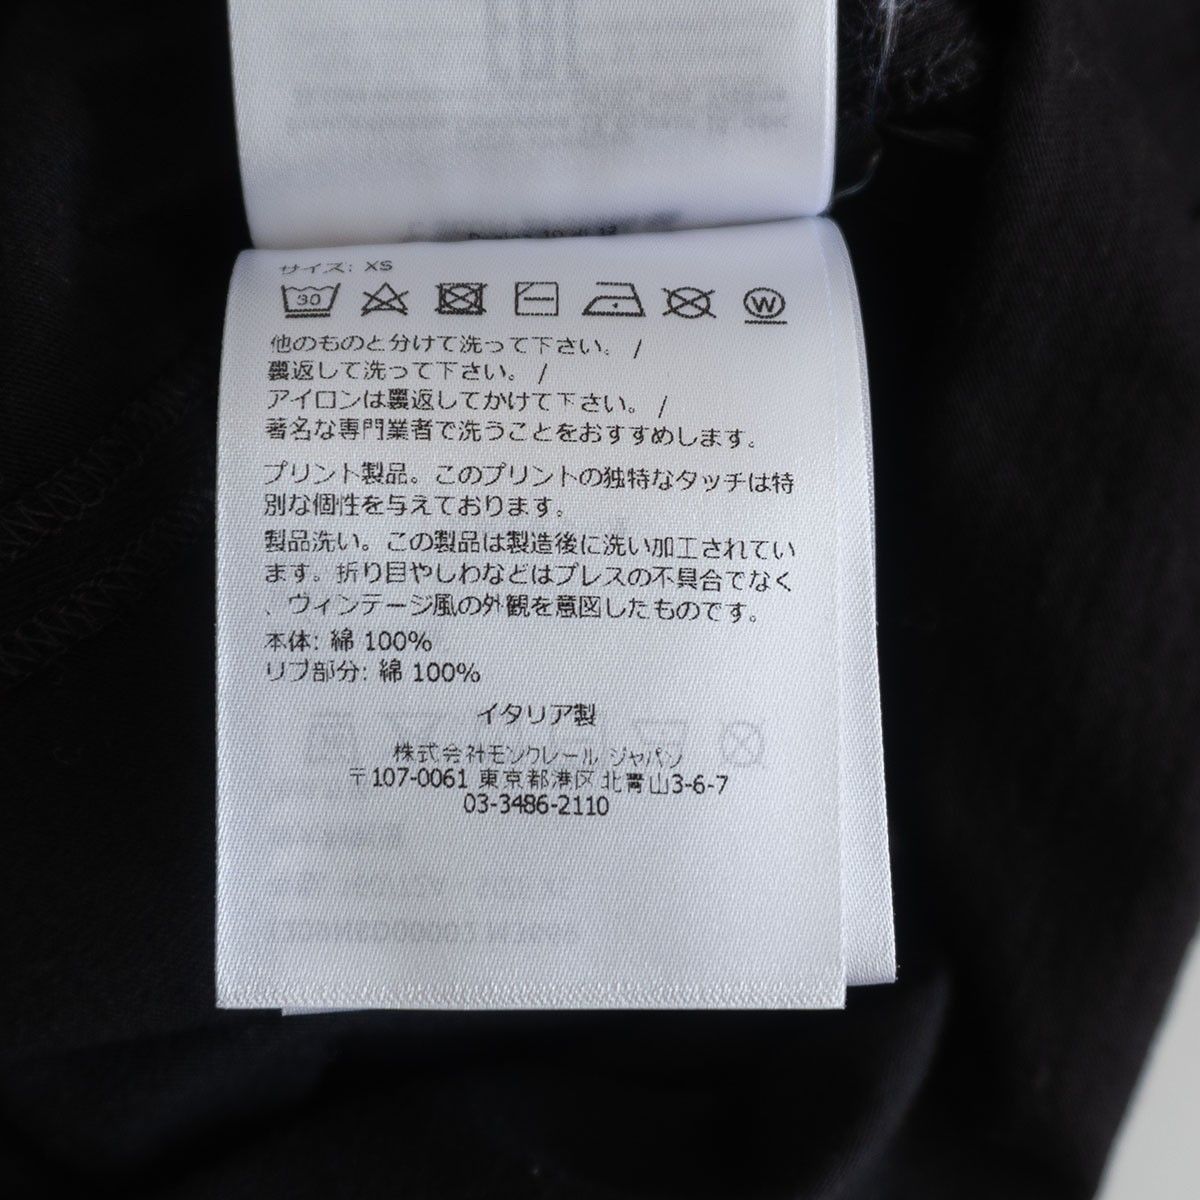 サイズ: XS
30
W
他のものと分けて洗って下さい。 /
裏返して洗って下さい。 /
アイロンは裏返してかけて下さい。 /
著名な専門業者で洗うことをおすすめします。
プリント製品。このプリントの独特なタッチは特
別な個性を与えております。
製品洗い。この製品は製造後に洗い加工されてい
ます。折り目やしわなどはプレスの不具合でなく
、ヴィンテージ風の外観を意図したものです。
本体: 綿 100%
リブ部分: 綿 100%
イタリア製
株式会社モンクレール ジャパン
〒107-0061 東京都港区 北青山3-6-7
03-3486-2110